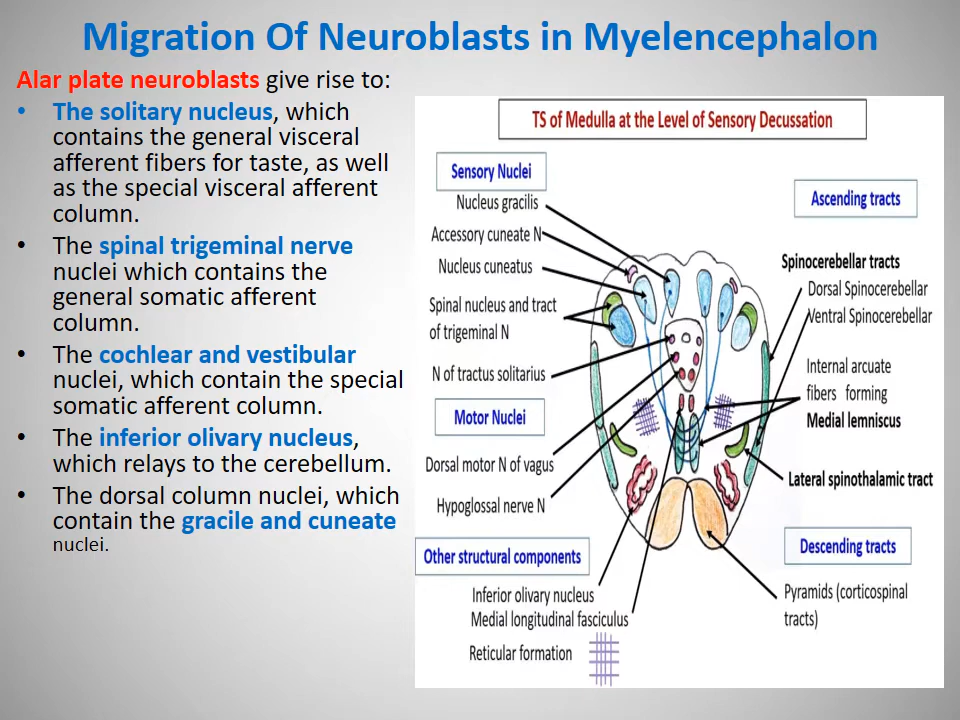 Migration Of Neuroblasts in Myelencephalon
Alar plate neuroblasts give rise to:
• The solitary nucleus, which
contains the general visceral
afferent fibers for taste, as well
as the special visceral afferent
column.
• The spinal trigeminal nerve
nuclei which contains the
general somatic afferent
column.
• The cochlear and vestibular
nuclei, which contain the special
somatic afferent column.
• The inferior olivary nucleus,
which relays to the cerebellum.
• The dorsal column nuclei, which
contain the gracile and cuneate
nuclei.
TS of Medulla at the Level of Sensory Decussation
Sensory Nuclei
Nucleus gracilis
Accessory cuneate N
Nucleus cuneatus
Spinal nucleus and tract
of trigeminal N
N of tractus solitarius
Motor Nuclei
Dorsal motor N of vagus
Hypoglossal nerve N
Other structural components
Inferior olivary nucleus
Medial longitudinal fasciculus
Reticular formation
Ascending tracts
Spinocerebellar tracts
Dorsal Spinocerebellar
Ventral Spinocerebellar
Internal arcuate
fibers forming
Medial lemniscus
Lateral spinothalamic tract
Descending tracts
Pyramids (corticospinal
tracts)